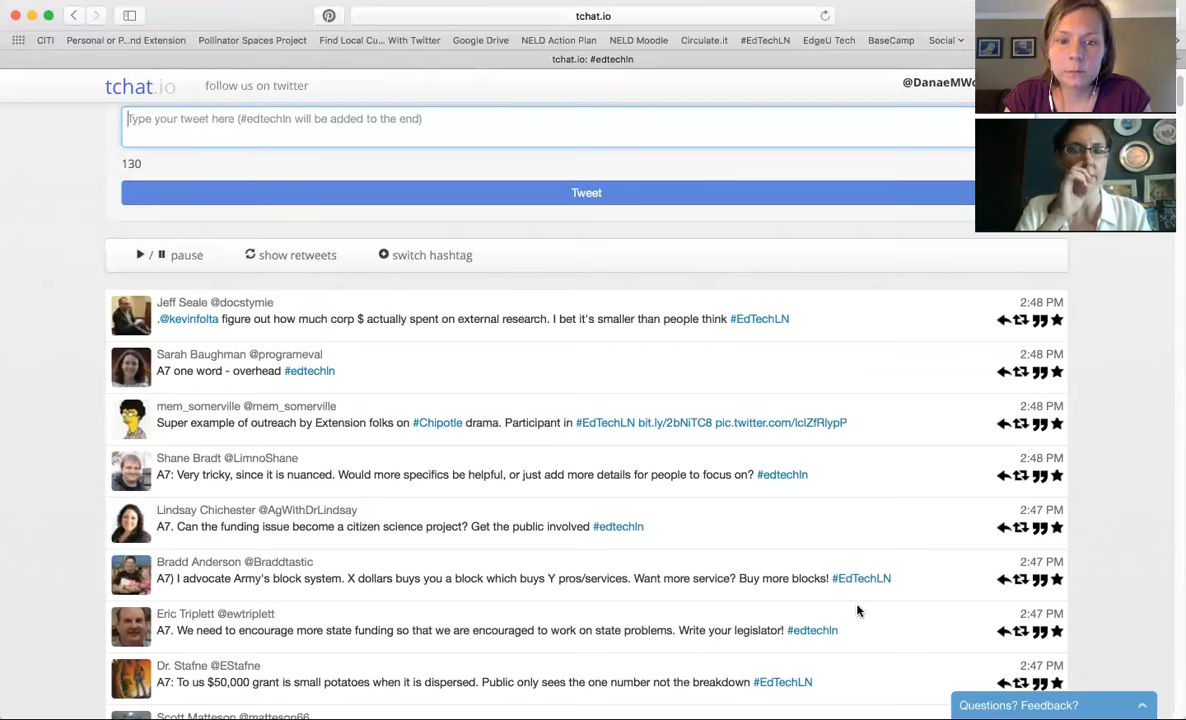 tchat.io
CITI Personal or P...nd Extension Pollinator Spaces Project Find Local Cu... With Twitter Google Drive NELD Action Plan NELD Moodle Circulate.it #EdTechLN EdgeU Tech BaseCamp Social
tchat.io: #edtechln
tchat.io follow us on twitter @DanaeMWo
Type your tweet here (#edtechln will be added to the end)
130
Tweet
/ pause show retweets switch hashtag
Jeff Seale @docstymie 2:48 PM
.@kevinfolta figure out how much corp $ actually spent on external research. I bet it's smaller than people think #EdTechLN
Sarah Baughman @programeval 2:48 PM
A7 one word - overhead #edtechln
mem_somerville @mem_somerville 2:48 PM
Super example of outreach by Extension folks on #Chipotle drama. Participant in #EdTechLN bit.ly/2bNiTC8 pic.twitter.com/lclZfRlypP
Shane Bradt @LimnoShane 2:48 PM
A7: Very tricky, since it is nuanced. Would more specifics be helpful, or just add more details for people to focus on? #edtechln
Lindsay Chichester @AgWithDrLindsay 2:47 PM
A7. Can the funding issue become a citizen science project? Get the public involved #edtechln
Bradd Anderson @Braddtastic 2:47 PM
A7) I advocate Army's block system. X dollars buys you a block which buys Y pros/services. Want more service? Buy more blocks! #EdTechLN
Eric Triplett @ewtriplett 2:47 PM
A7. We need to encourage more state funding so that we are encouraged to work on state problems. Write your legislator! #edtechln
Dr. Stafne @EStafne 2:47 PM
A7: To us $50,000 grant is small potatoes when it is dispersed. Public only sees the one number not the breakdown #EdTechLN
Scott Matteson @matteson66
Questions? Feedback?